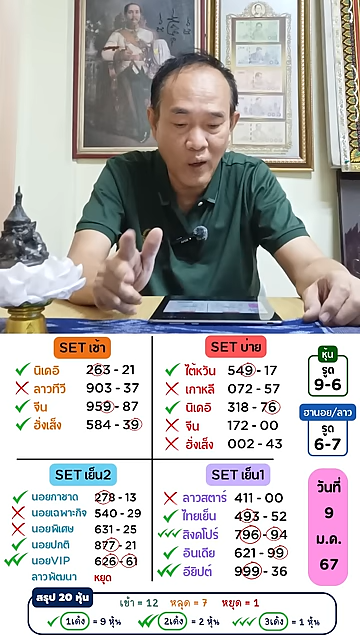 SET เช้า
นิเคอิ 263 - 21
ลาวทีวี 903 - 37
จีน 959 - 87
ฮั่งเส็ง 584 - 39
SET บ่าย
ไต้หวัน 549 - 17
เกาหลี 072 - 57
นิเคอิ 318 - 76
จีน 172 - 00
ฮั่งเส็ง 002 - 43
หุ้น
รูด
9-6
ฮานอย/ลาว
รูด
6-7
SET เย็น2
นอยกาชาด 278 - 13
นอยเฉพาะกิจ 540 - 29
นอยพิเศษ 631 - 25
นอยปกติ 877 - 21
นอยVIP 626 - 61
ลาวพัฒนา หยุด
SET เย็น1
ลาวสตาร์ 411 - 00
ไทยเย็น 493 - 52
สิงคโปร์ 796 - 94
อินเดีย 621 - 99
อียิปต์ 999 - 36
วันที่
9
ม.ค.
67
สรุป 20 หุ้น
เข้า = 12 หลุด = 7 หยุด = 1
1เด้ง = 9 หุ้น 2เด้ง = 2 หุ้น 3เด้ง = 1 หุ้น